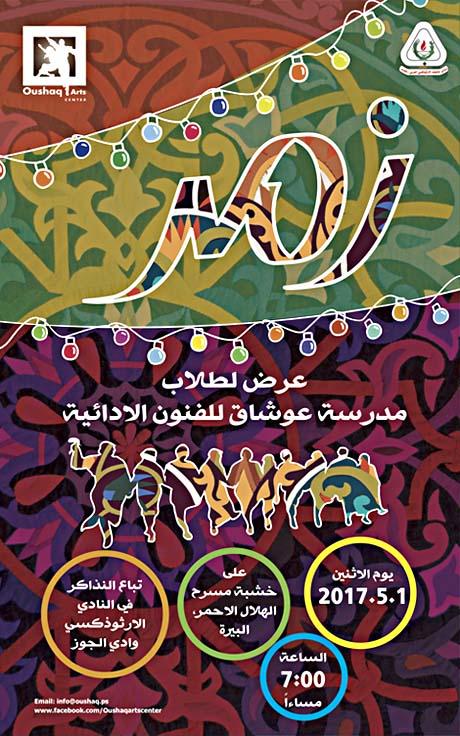 Oushaq Arts
CENTER
زهر
عرض لطلاب
مدرسة عوشاق للفنون الادائية
يوم الاثنين
2017.5.1
على
خشبة مسرح
الهلال الاحمر،
البيرة
تباع التذاكر
في النادي
الارثوذكسي
وادي الجوز
الساعة
7:00
مساءاً
Email: info@oushaq.ps
www.facebook.com/Oushaqartscenter